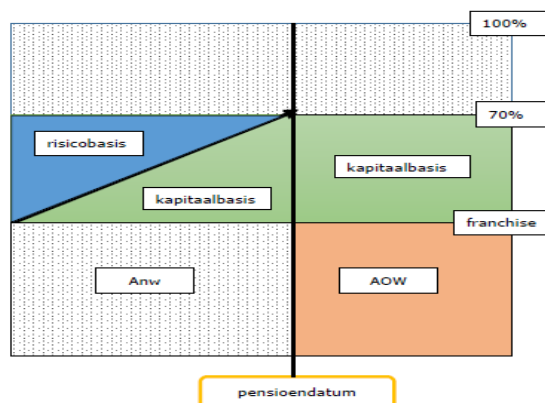 100%
70%
risicobasis
kapitaalbasis
kapitaalbasis
franchise
Anw
AOW
pensioendatum